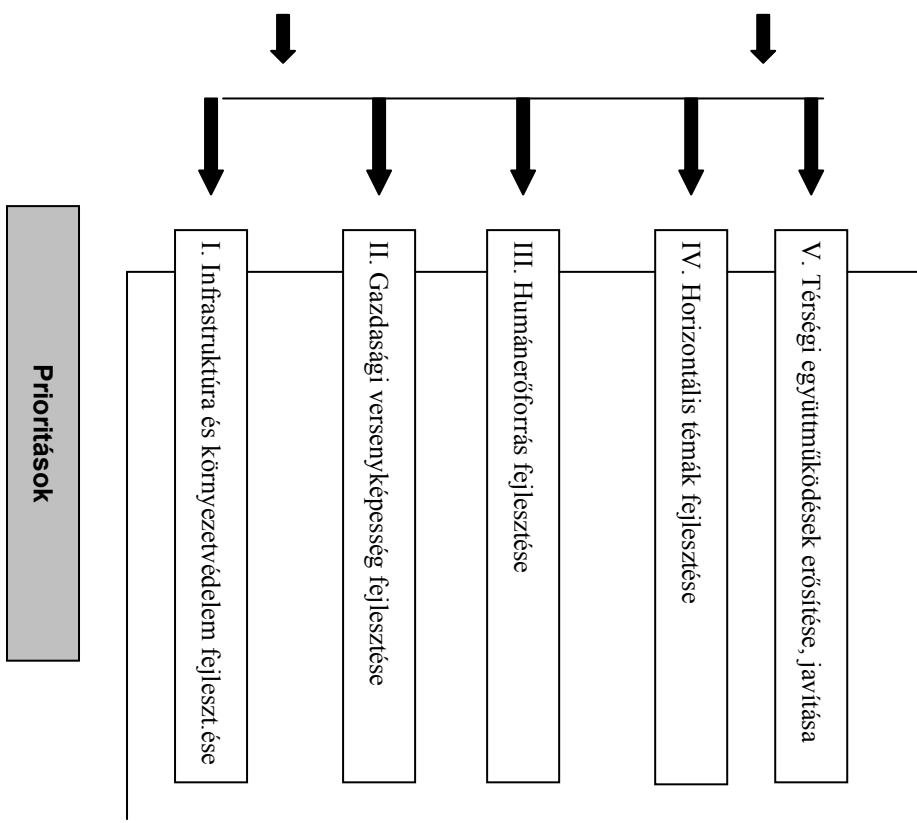 Prioritások
I. Infrastruktúra és környezetvédelem fejleszt.ése
II. Gazdasági versenyképesség fejlesztése
III. Humánerőforrás fejlesztése
IV. Horizontális témák fejlesztése
V. Térségi együttműködések erősítése, javítása